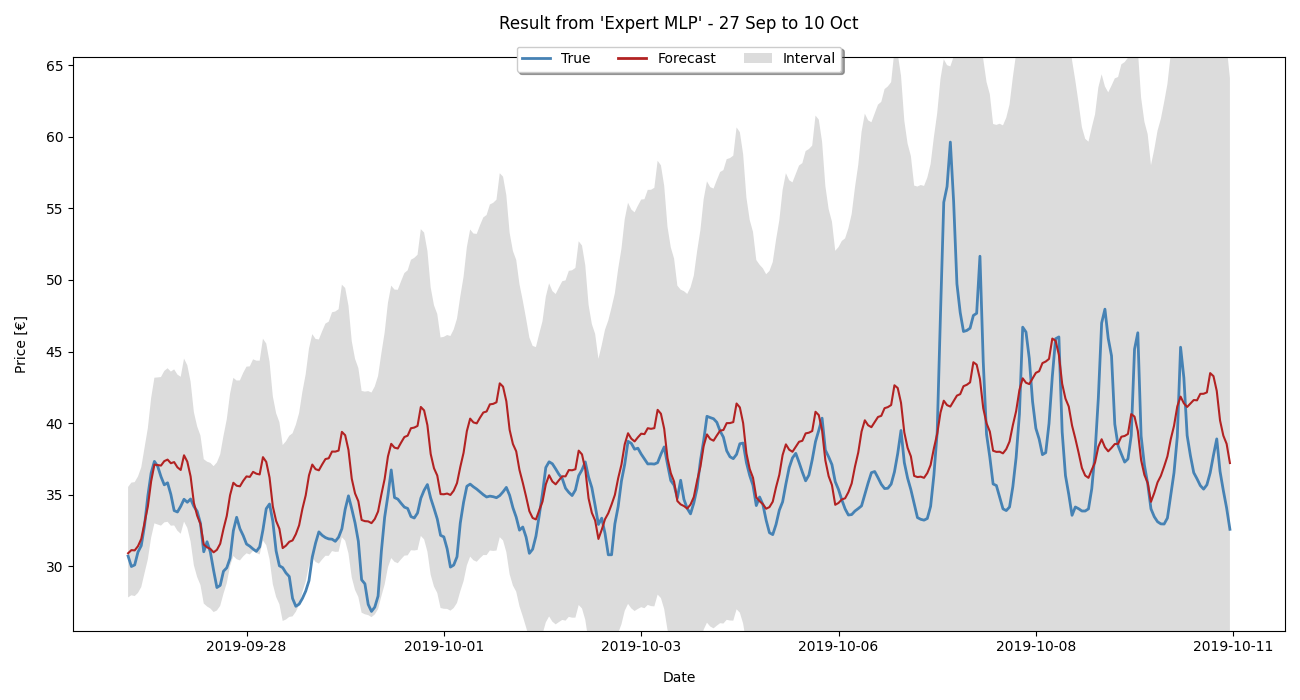 Result from 'Expert MLP' - 27 Sep to 10 Oct
True Forecast Interval
65
60
55
50
45
40
35
30
Price [€]
2019-09-28 2019-10-01 2019-10-03 2019-10-06 2019-10-08 2019-10-11
Date